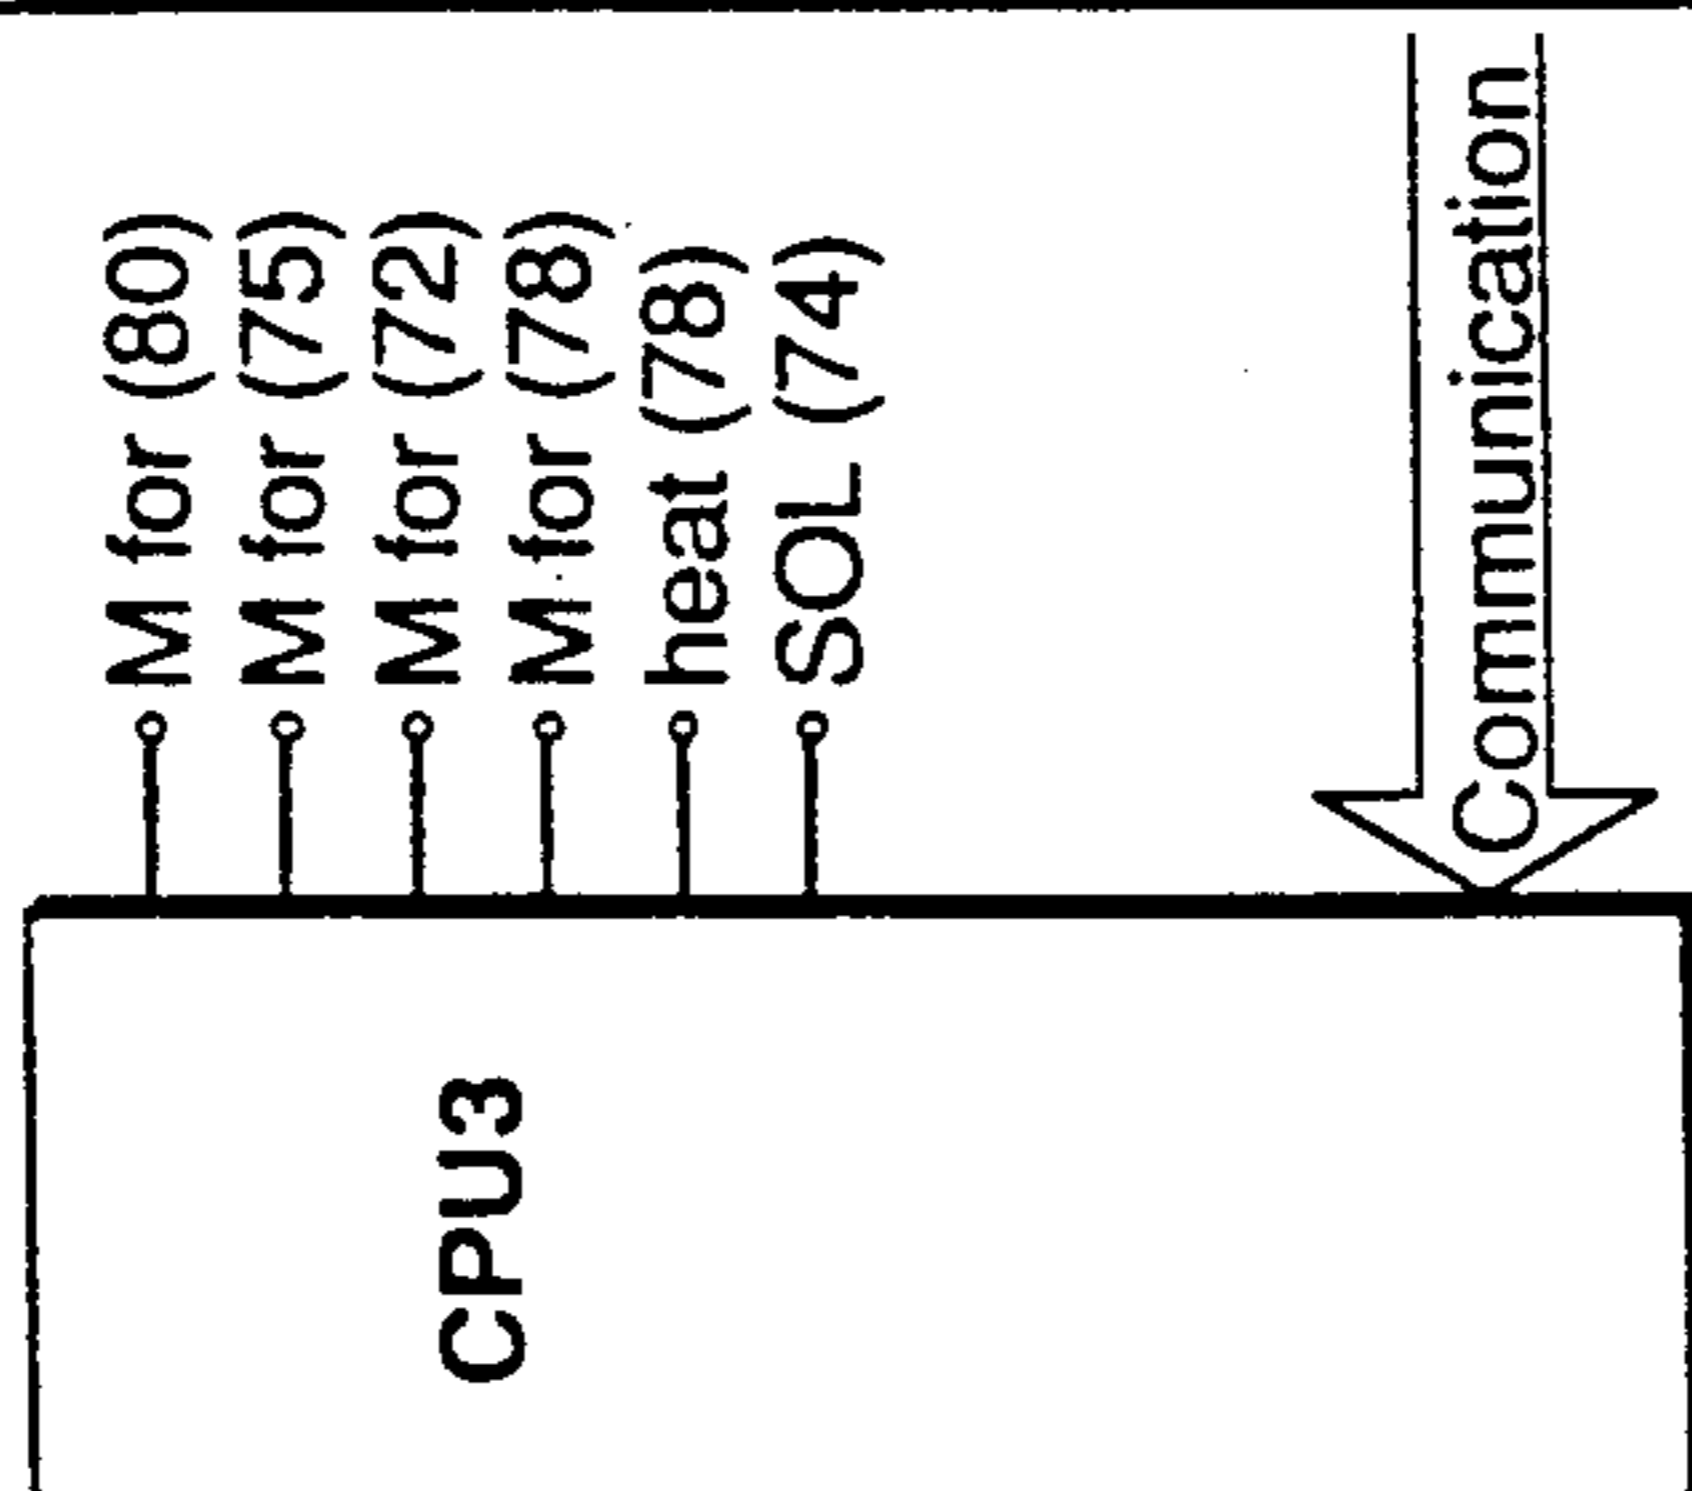 M for (80)
M for (75)
M for (72)
M for (78)
heat (78)
SOL (74)
CPU3
Communication